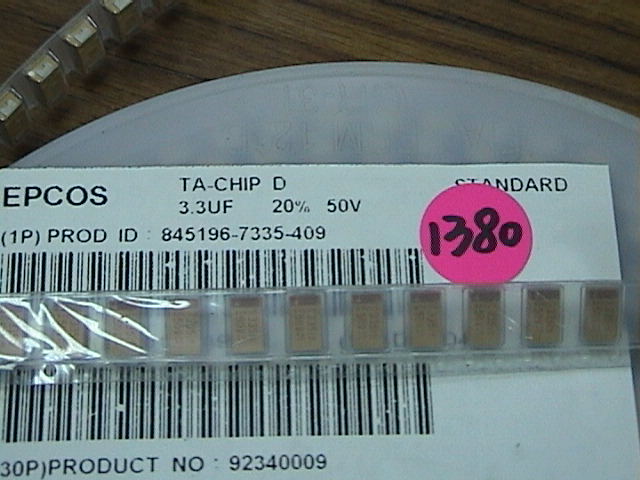 EPCOS TA-CHIP D STANDARD
3.3UF 20% 50V
(1P) PROD ID : 845196-7335-409
1380
30P)PRODUCT NO : 92340009